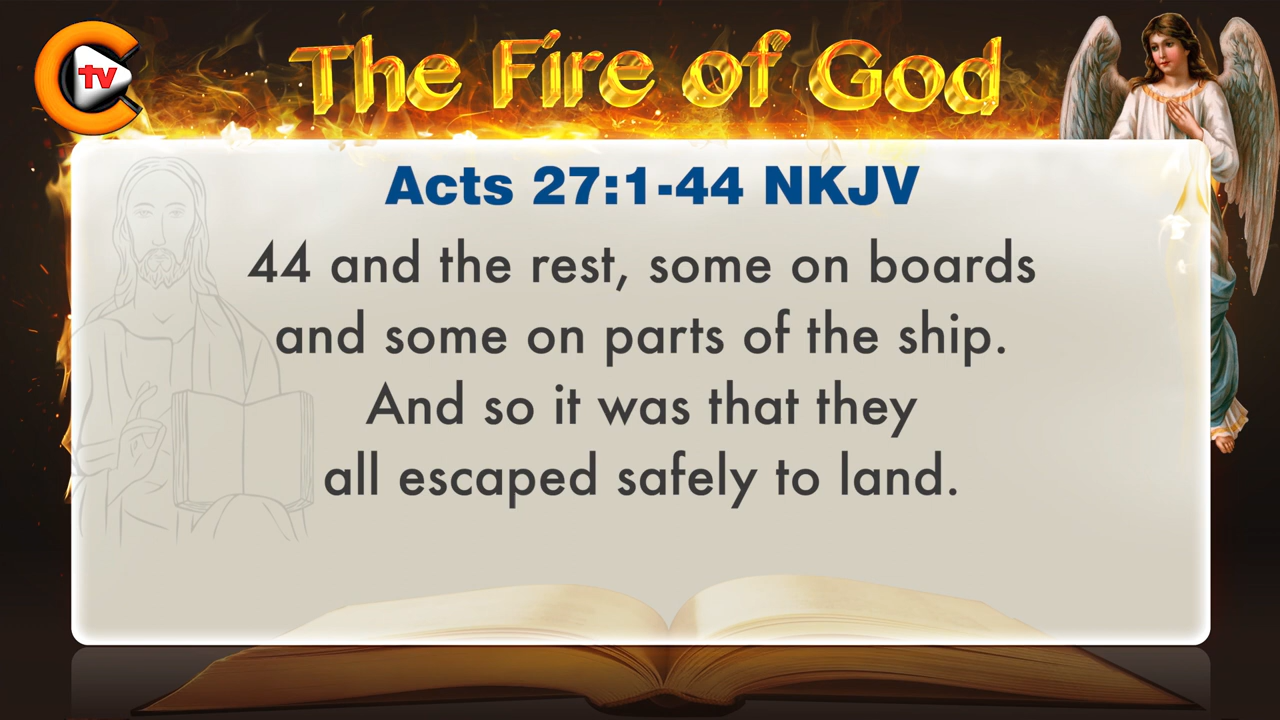 The Fire of God
tv
Acts 27:1-44 NKJV
44 and the rest, some on boards
and some on parts of the ship.
And so it was that they
all escaped safely to land.